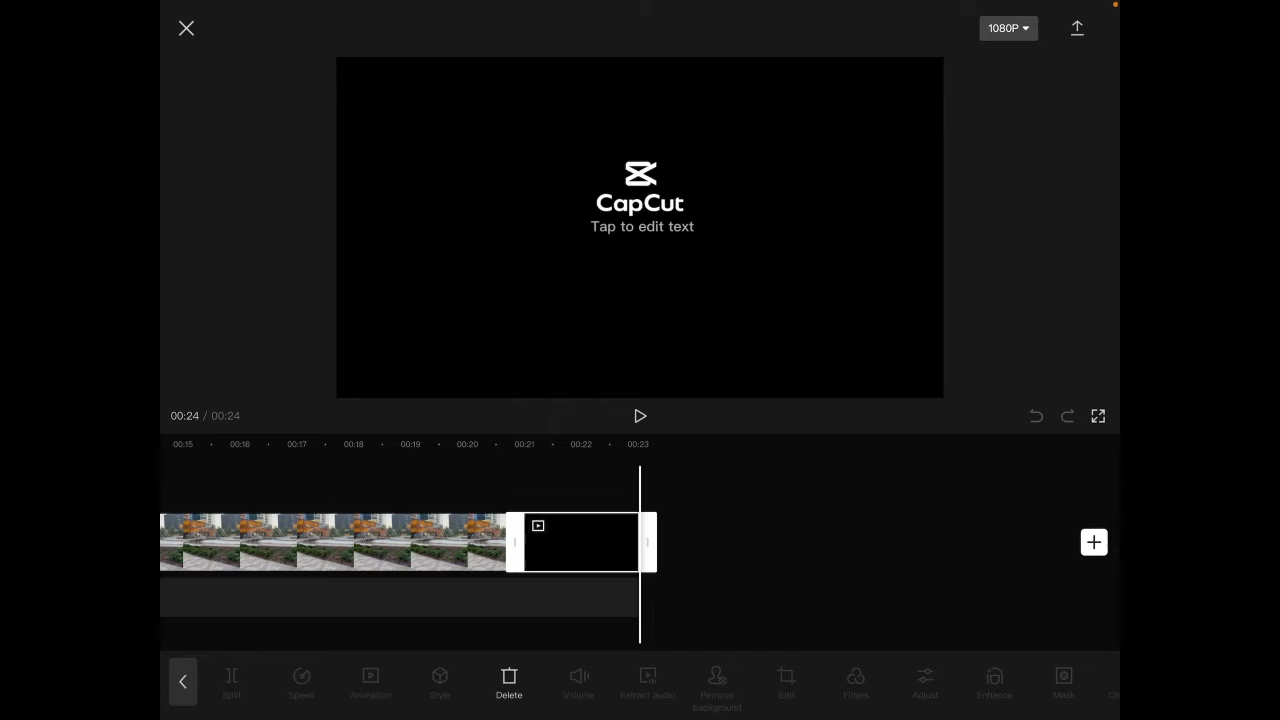 1080P
CapCut
Tap to edit text
00:24 / 00:24
00:15 00:16 00:17 00:18 00:19 00:20 00:21 00:22 00:23
Split Speed Animation Style Delete Volume Extract audio Remove background Edit Filters Adjust Enhance Mask